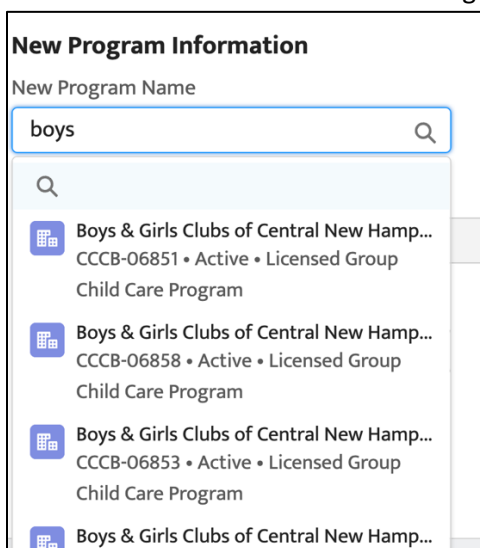 New Program Information
New Program Name
boys
Boys & Girls Clubs of Central New Hamp...
CCCB-06851 • Active • Licensed Group
Child Care Program
Boys & Girls Clubs of Central New Hamp...
CCCB-06858 • Active • Licensed Group
Child Care Program
Boys & Girls Clubs of Central New Hamp...
CCCB-06853 • Active • Licensed Group
Child Care Program
Boys & Girls Clubs of Central New Hamp...